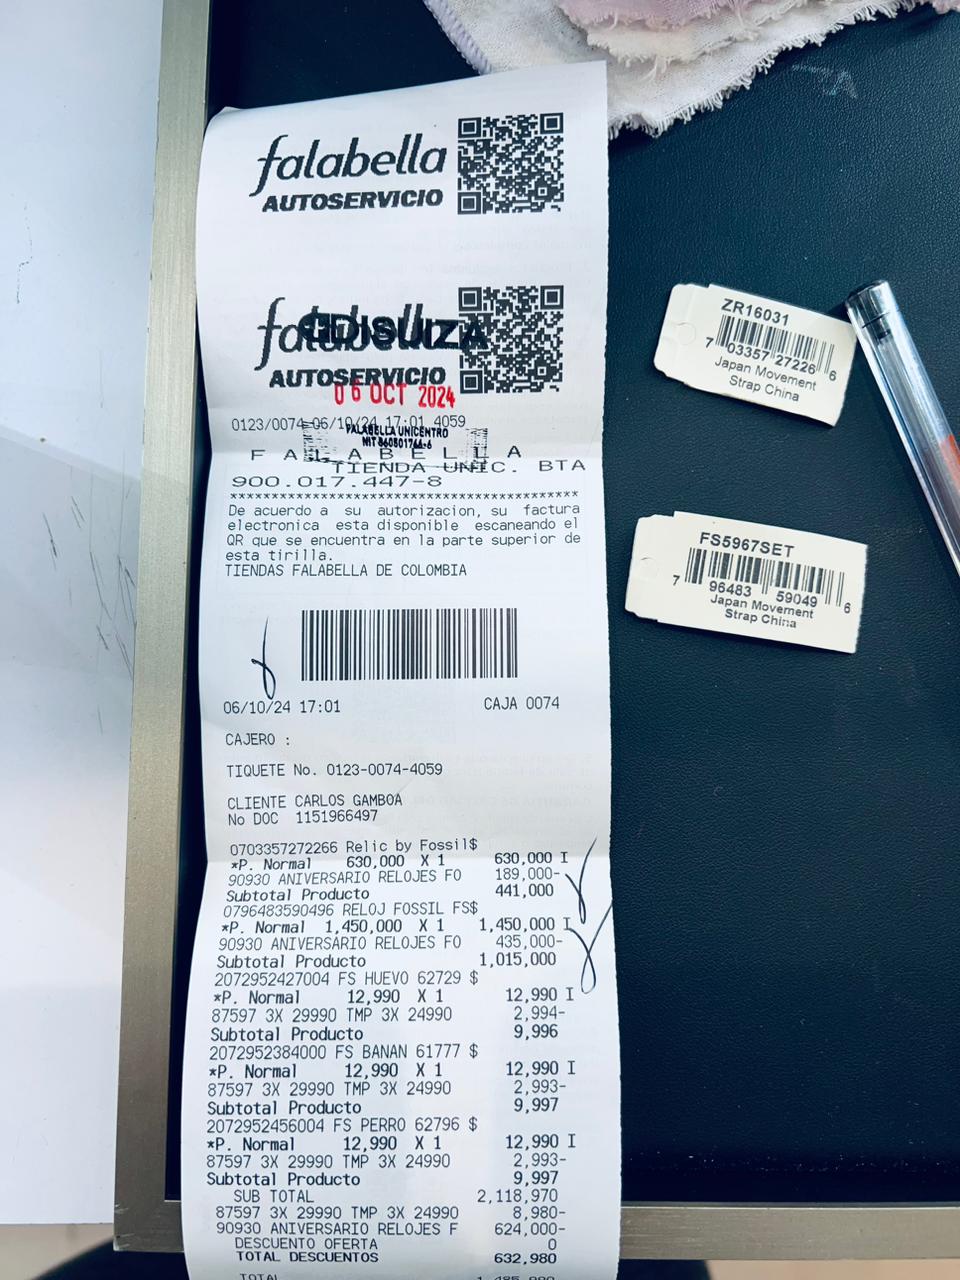 falabella
AUTOSERVICIO
falabella
EDISUIZA
AUTOSERVICIO
06 OCT 2024
0123/0074 06/10/24 17:01 4059
FALABELLA UNICENTRO
NIT
F A L A B E L L A
TIENDA UNIC. BTA
900.017.447-8
******************************************
De acuerdo a su autorizacion, su factura
electronica esta disponible escaneando el
QR que se encuentra en la parte superior de
esta tirilla.
TIENDAS FALABELLA DE COLOMBIA
06/10/24 17:01 CAJA 0074
CAJERO :
TIQUETE No. 0123-0074-4059
CLIENTE CARLOS GAMBOA
No DOC 1151966497
0703357272266 Relic by Fossil$
*P. Normal 630,000 X 1 630,000 I
90930 ANIVERSARIO RELOJES FO 189,000-
Subtotal Producto 441,000
0796483590496 RELOJ FOSSIL FS$
*P. Normal 1,450,000 X 1 1,450,000 I
90930 ANIVERSARIO RELOJES FO 435,000-
Subtotal Producto 1,015,000
2072952427004 FS HUEVO 62729 $
*P. Normal 12,990 X 1 12,990 I
87597 3X 29990 TMP 3X 24990 2,994-
Subtotal Producto 9,996
2072952384000 FS BANAN 61777 $
*P. Normal 12,990 X 1 12,990 I
87597 3X 29990 TMP 3X 24990 2,993-
Subtotal Producto 9,997
2072952456004 FS PERRO 62796 $
*P. Normal 12,990 X 1 12,990 I
87597 3X 29990 TMP 3X 24990 2,993-
Subtotal Producto 9,997
SUB TOTAL 2,118,970
87597 3X 29990 TMP 3X 24990 8,980-
90930 ANIVERSARIO RELOJES F 624,000-
DESCUENTO OFERTA 0
TOTAL DESCUENTOS 632,980
TOTAL
ZR16031
7 03357 27226 6
Japan Movement
Strap China
FS5967SET
7 96483 59049 6
Japan Movement
Strap China